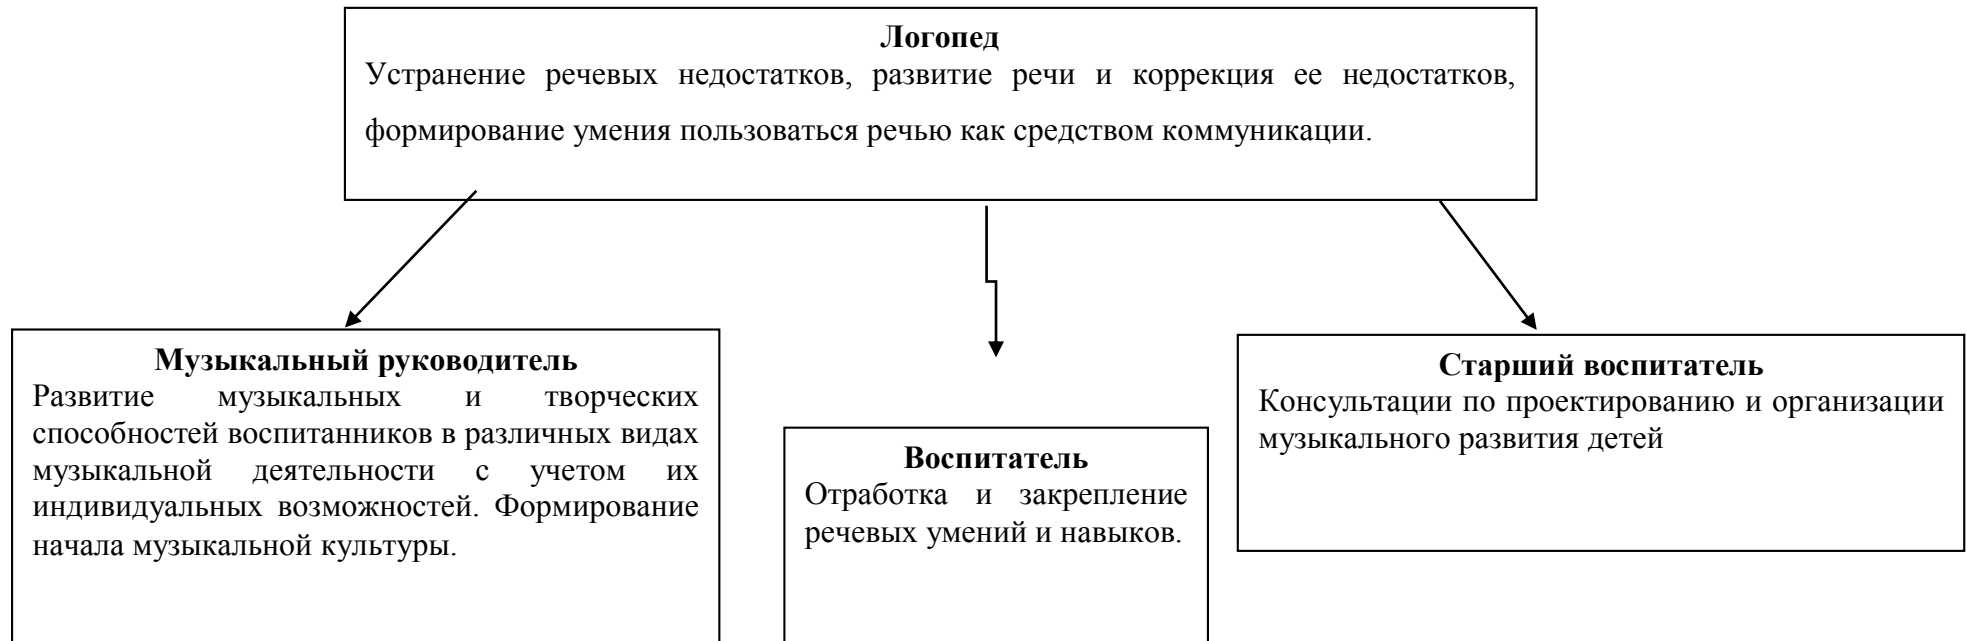 Логопед
Устранение речевых недостатков, развитие речи и коррекция ее недостатков,
формирование умения пользоваться речью как средством коммуникации.
Музыкальный руководитель
Развитие музыкальных и творческих
способностей воспитанников в различных видах
музыкальной деятельности с учетом их
индивидуальных возможностей. Формирование
начала музыкальной культуры.
Воспитатель
Отработка и закрепление
речевых умений и навыков.
Старший воспитатель
Консультации по проектированию и организации
музыкального развития детей